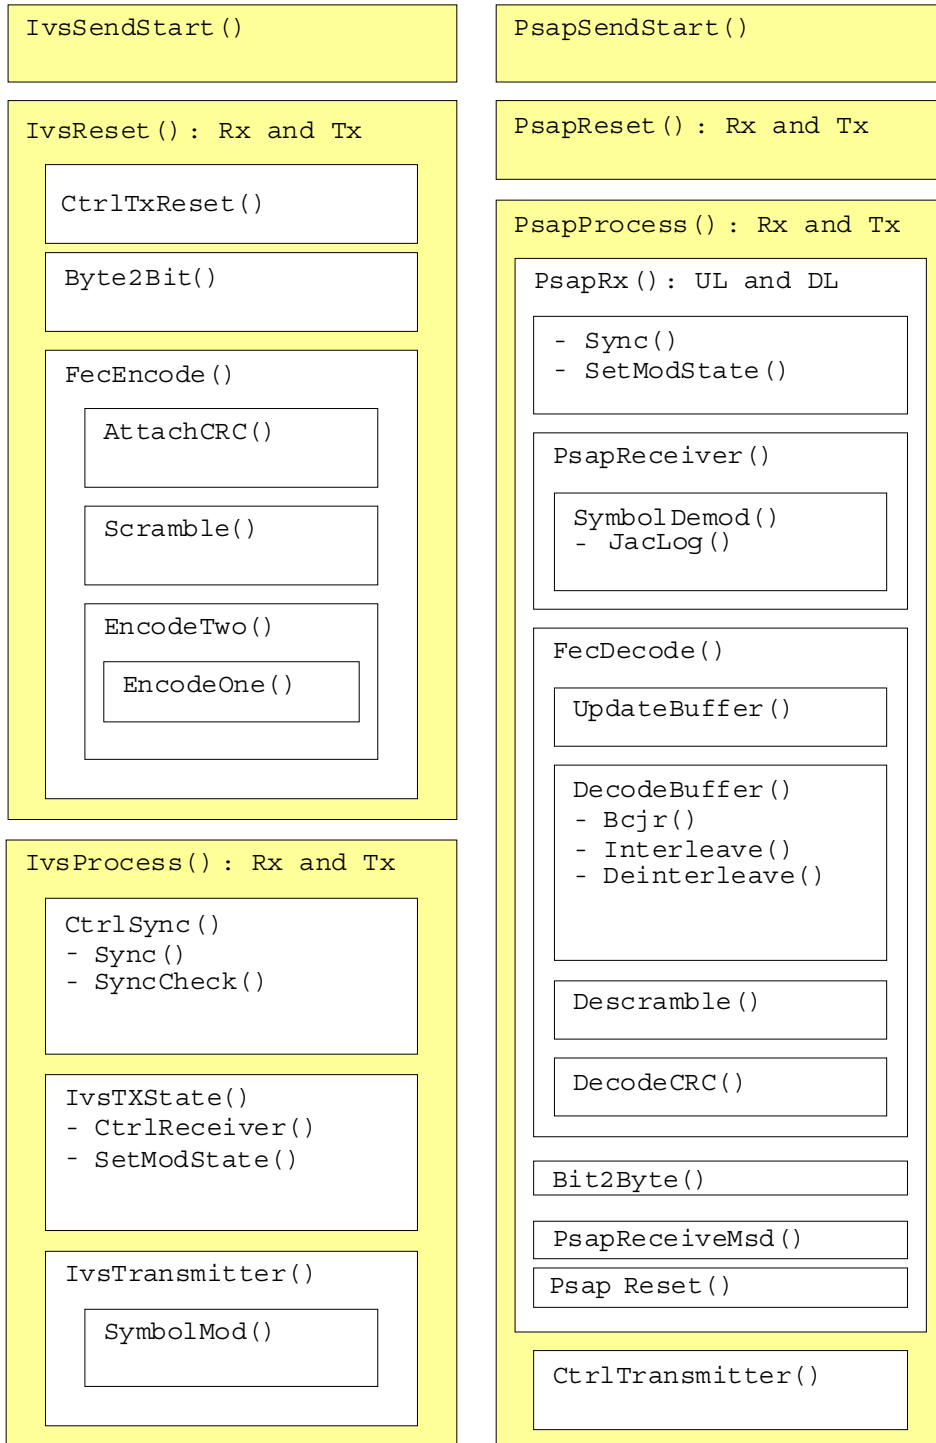 IvsSendStart()
IvsReset(): Rx and Tx
CtrlTxReset()
Byte2Bit()
FecEncode()
AttachCRC()
Scramble()
EncodeTwo()
EncodeOne()
IvsProcess(): Rx and Tx
CtrlSync()
- Sync()
- SyncCheck()
IvsTXState()
- CtrlReceiver()
- SetModState()
IvsTransmitter()
SymbolMod()
PsapSendStart()
PsapReset(): Rx and Tx
PsapProcess(): Rx and Tx
PsapRx(): UL and DL
- Sync()
- SetModState()
PsapReceiver()
SymbolDemod()
- JacLog()
FecDecode()
UpdateBuffer()
DecodeBuffer()
- Bcjr()
- Interleave()
- Deinterleave()
Descramble()
DecodeCRC()
Bit2Byte()
PsapReceiveMsd()
Psap Reset()
CtrlTransmitter()